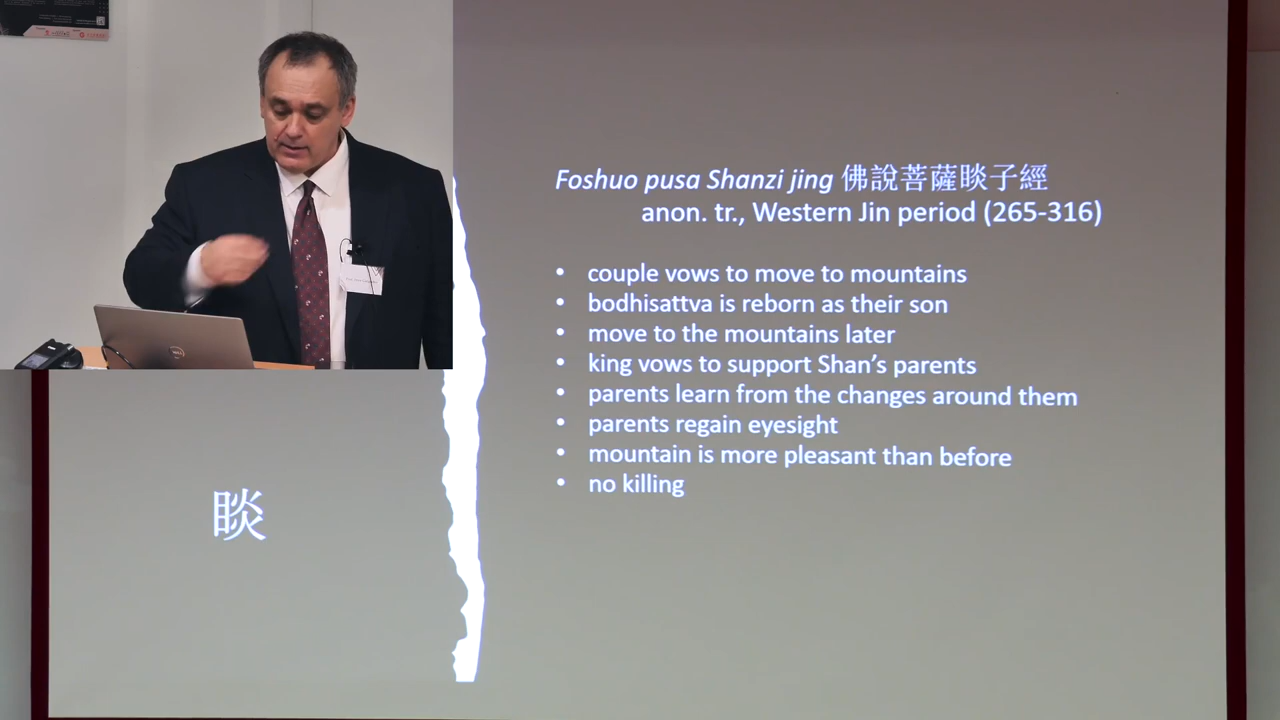 Foshuo pusa Shanzi jing 佛說菩薩睒子經
anon. tr., Western Jin period (265-316)
• couple vows to move to mountains
• bodhisattva is reborn as their son
• move to the mountains later
• king vows to support Shan's parents
• parents learn from the changes around them
• parents regain eyesight
• mountain is more pleasant than before
• no killing
睒
DELL